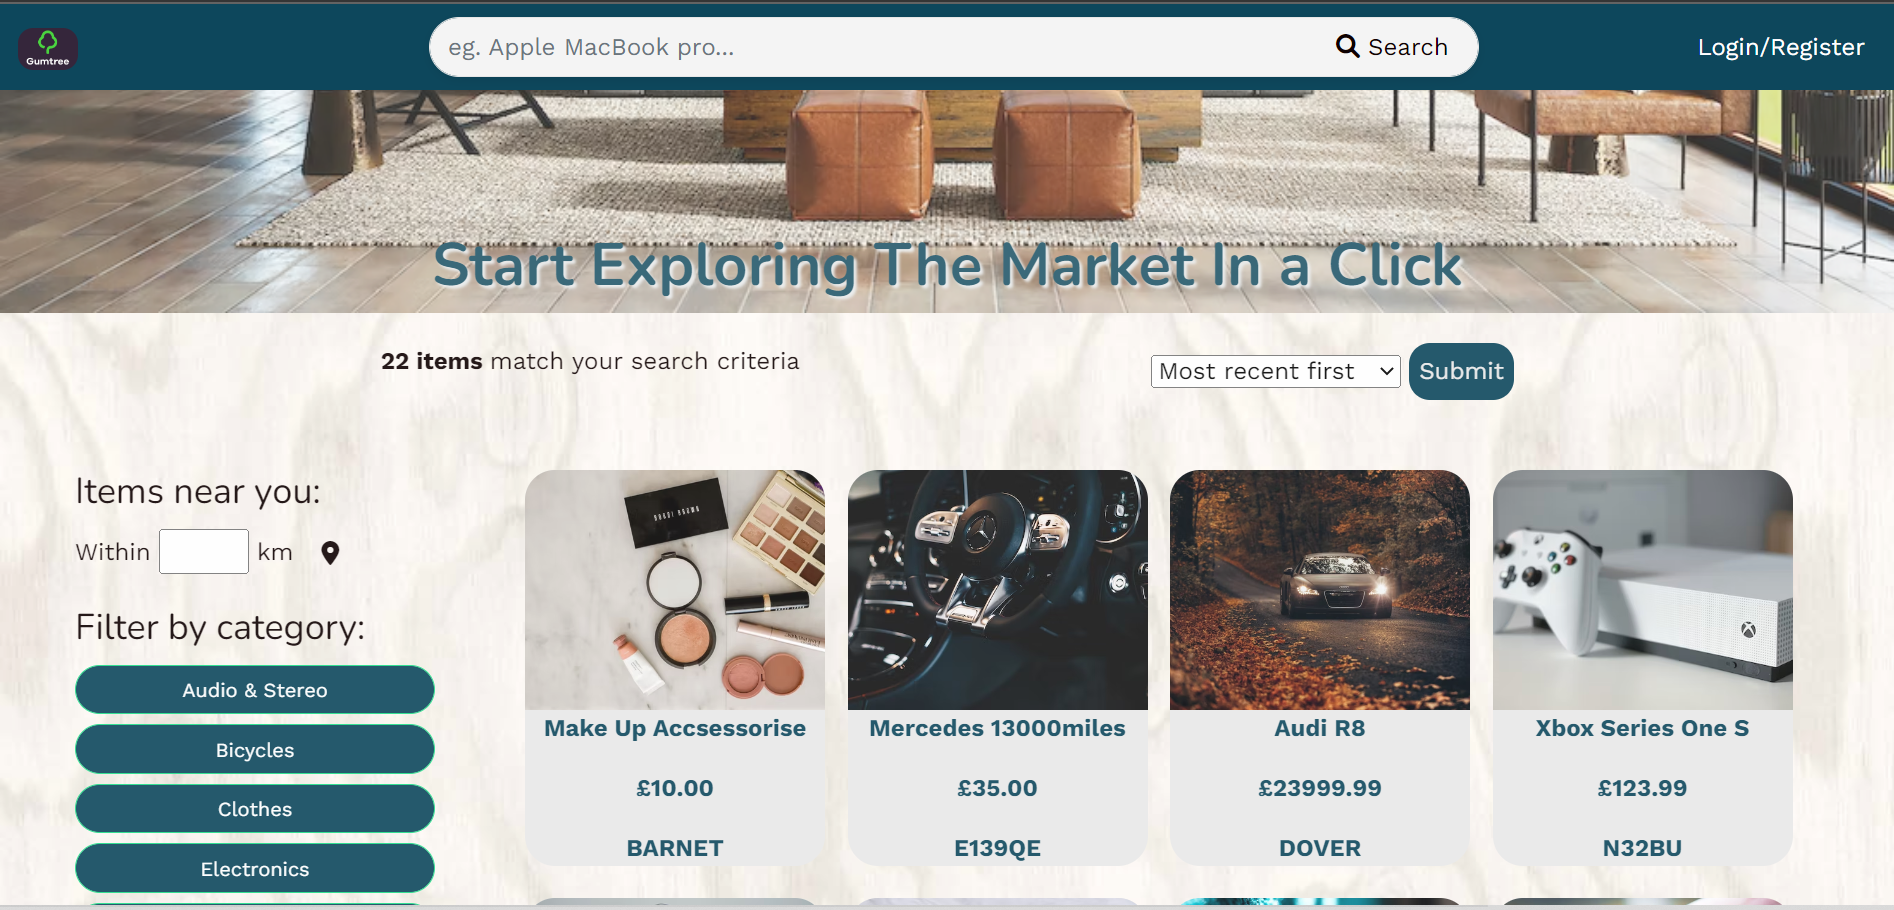 Gumtree
eg. Apple MacBook pro...
Search
Login/Register
Start Exploring The Market In a Click
22 items match your search criteria
Most recent first
Submit
Items near you:
Within km
Filter by category:
Audio & Stereo
Bicycles
Clothes
Electronics
BOBBI BROWN
Make Up Accsessorise
£10.00
BARNET
Mercedes 13000miles
£35.00
E139QE
Audi R8
£23999.99
DOVER
Xbox Series One S
£123.99
N32BU